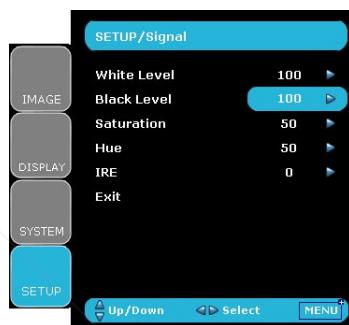 SETUP/Signal
IMAGE
DISPLAY
SYSTEM
SETUP
White Level 100
Black Level 100
Saturation 50
Hue 50
IRE 0
Exit
Up/Down Select MENU